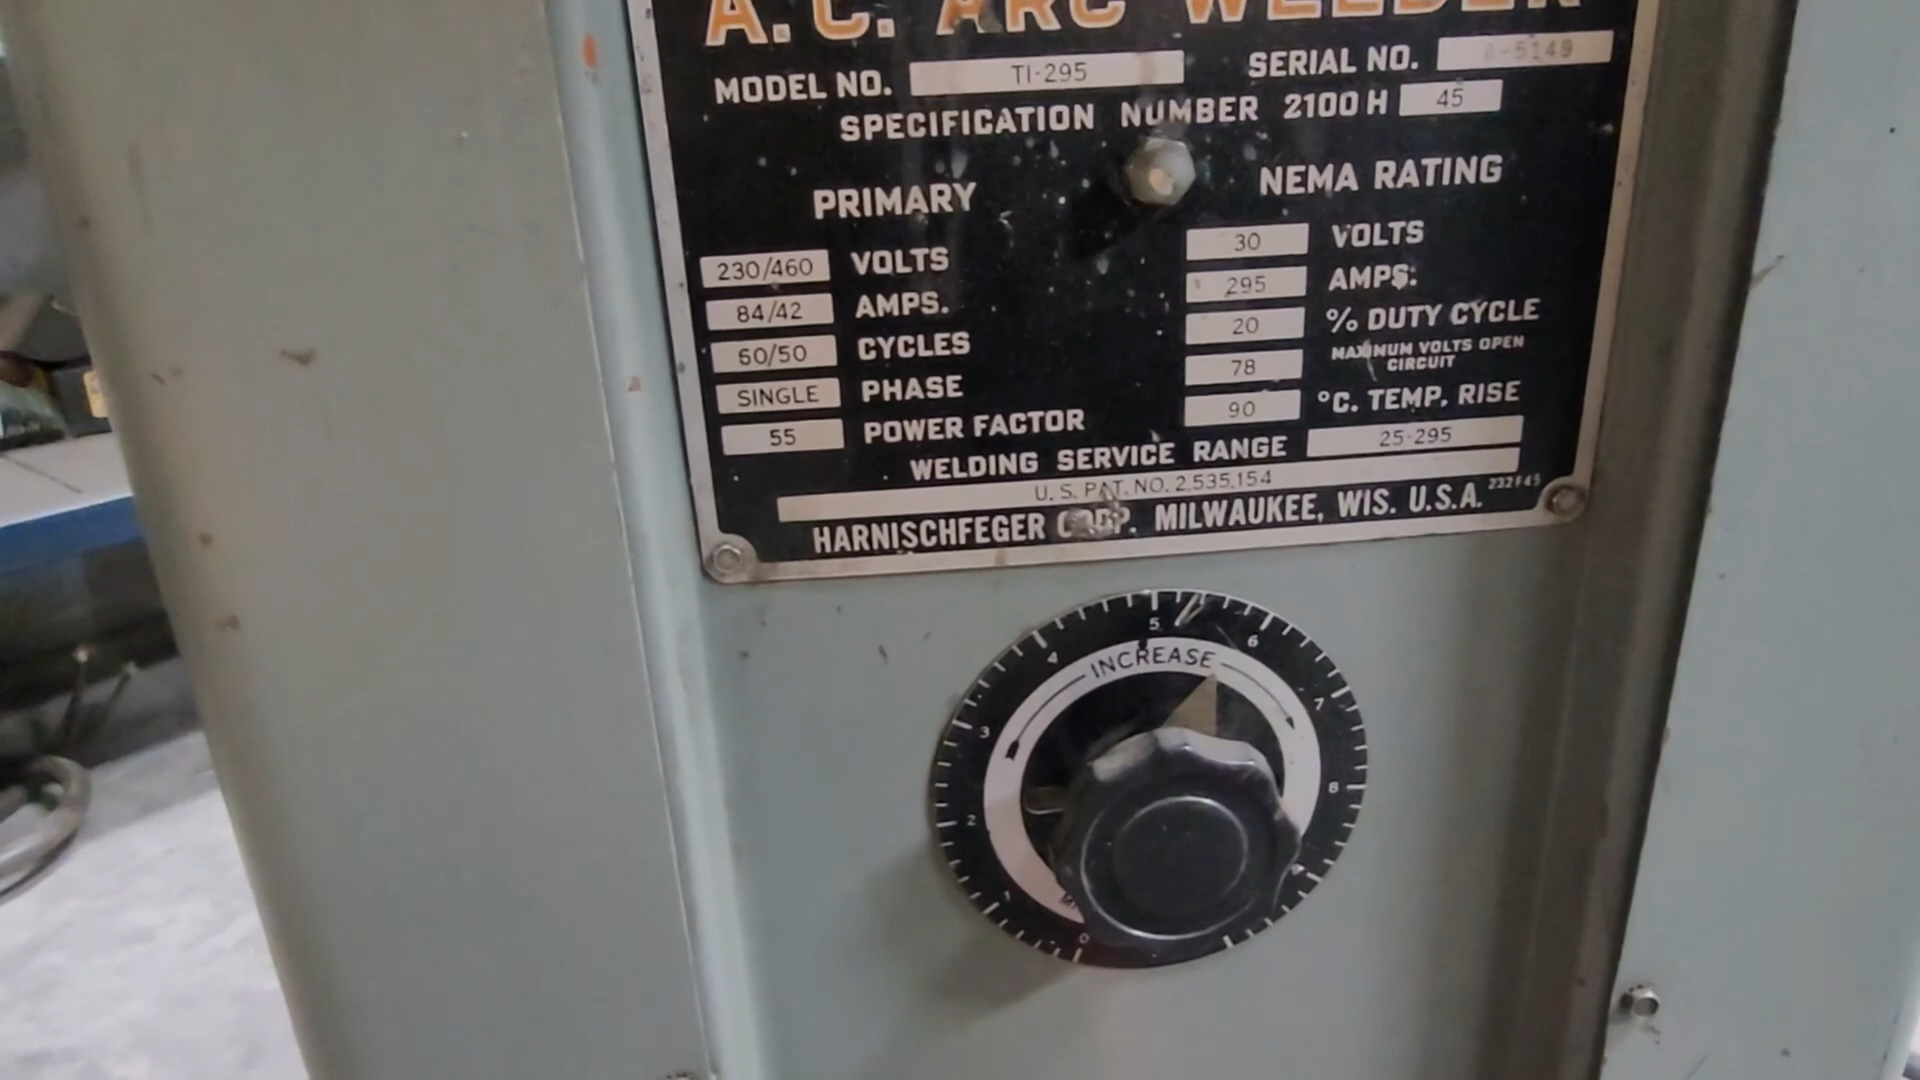 A.C. ARC WELDER
MODEL NO. TI-295 SERIAL NO. -5149
SPECIFICATION NUMBER 2100 H 45
PRIMARY
230/460 VOLTS
84/42 AMPS.
60/50 CYCLES
SINGLE PHASE
55 POWER FACTOR
NEMA RATING
30 VOLTS
295 AMPS.
20 % DUTY CYCLE
78 MAXIMUM VOLTS OPEN
CIRCUIT
90 °C. TEMP. RISE
WELDING SERVICE RANGE 25-295
U. S. PAT. NO. 2,535,154
HARNISCHFEGER CORP. MILWAUKEE, WIS. U.S.A. 232F45
INCREASE
0
2
3
4
5
6
7
8